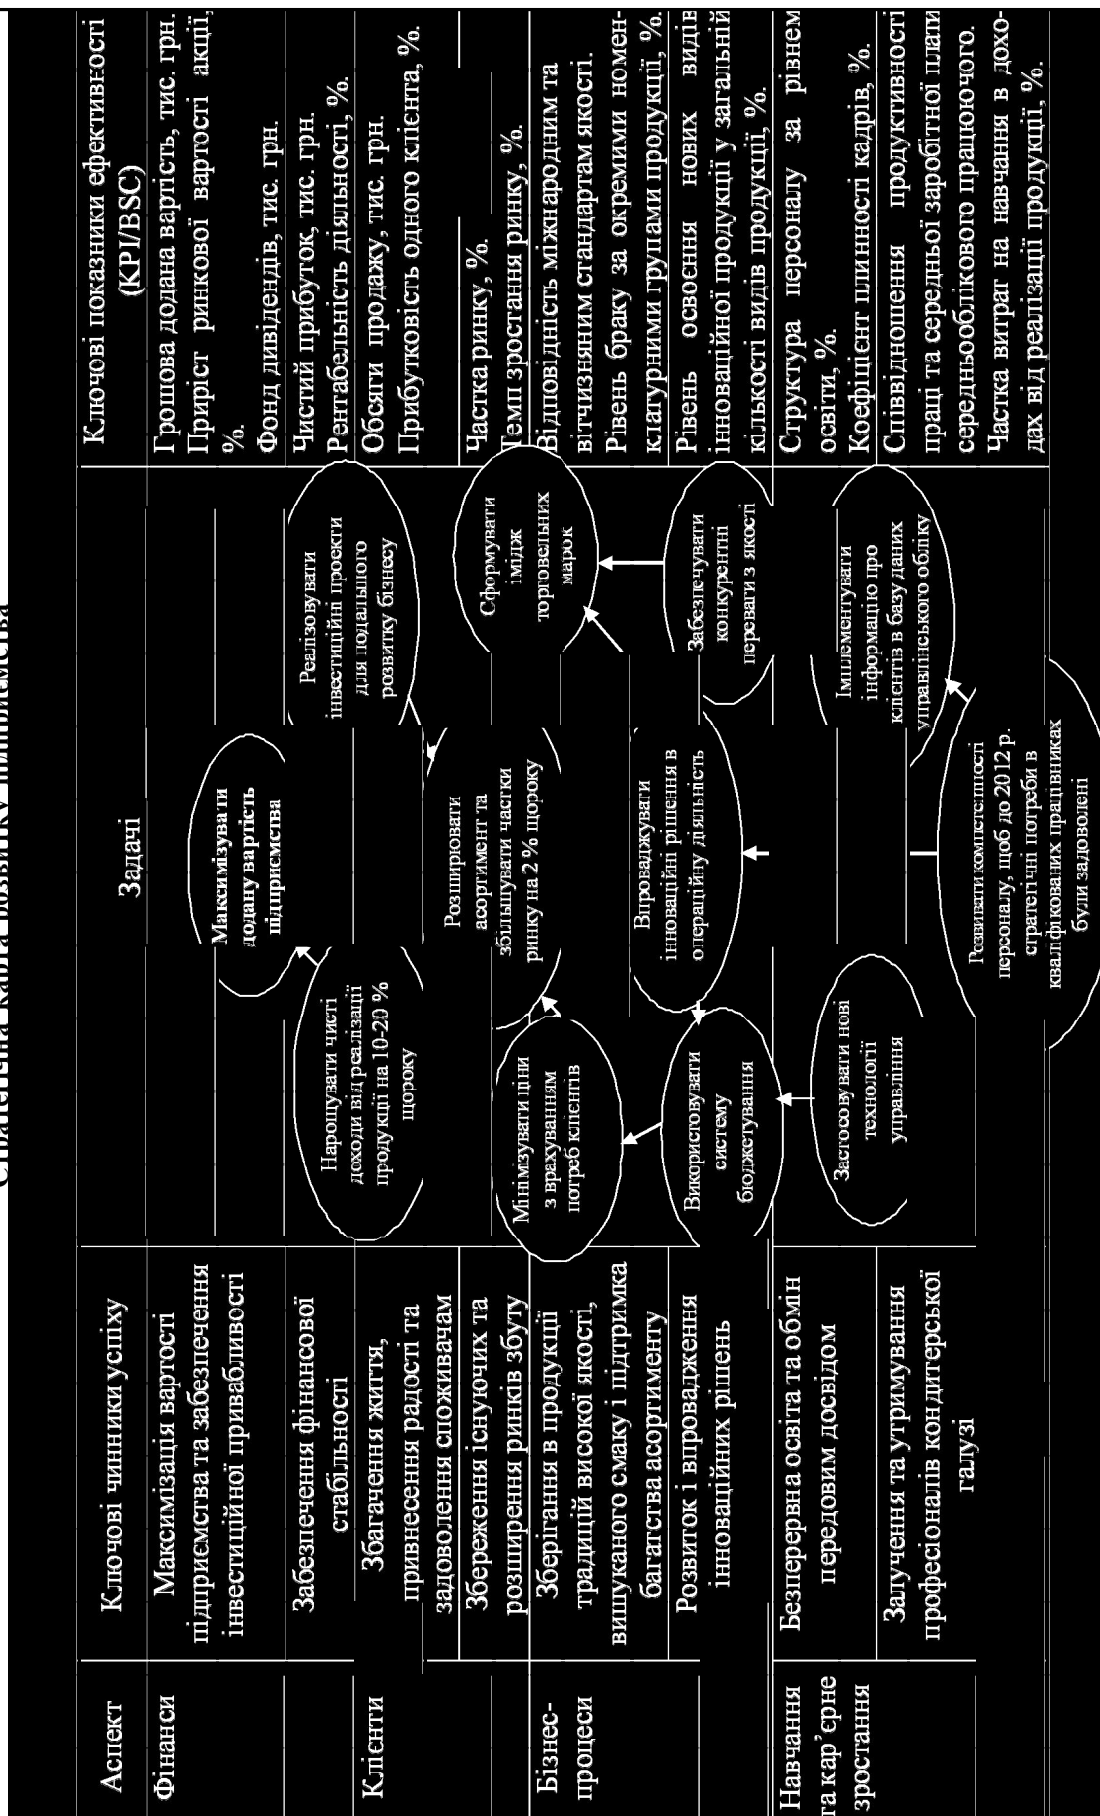 Аспект
Ключові чинники успіху
Задачі
Ключові показники ефективності
(KPI/BSC)
Фінанси
Максимізація вартості
підприємства та забезпечення
інвестиційної привабливості
Забезпечення фінансової
стабільності
Максимізувати
додану вартість
підприємства
Нарощувати чисті
доходи від реалізації
продукції на 10-20 %
щороку
Реалізовувати
інвестиційні проекти
для подальшого
розвитку бізнесу
Грошова додана вартість, тис. грн.
Приріст ринкової вартості акції,
%.
Фонд дивідендів, тис. грн.
Чистий прибуток, тис. грн.
Рентабельність діяльності, %.
Клієнти
Збагачення життя,
привнесення радості та
задоволення споживачам
Збереження існуючих та
розширення ринків збуту
Розширювати
асортимент та
збільшувати частки
ринку на 2 % щороку
Мінімізувати ціни
з врахуванням
потреб клієнтів
Сформувати
імідж
торговельних
марок
Обсяги продажу, тис. грн.
Прибутковість одного клієнта, %.
Частка ринку, %.
Темпі зростання ринку, %.
Бізнес-
процеси
Зберігання в продукції
традицій високої якості,
вишуканого смаку і підтримка
багатства асортименту
Розвиток і впровадження
інноваційних рішень
Впроваджувати
інноваційні рішення в
операційну діяльність
Використовувати
систему
бюджетування
Забезпечувати
конкурентні
переваги з якості
Відповідність міжнародним та
вітчизняним стандартам якості.
Рівень браку за окремими номен-
клатурними групами продукції, %.
Рівень освоєння нових видів
інноваційної продукції у загальній
кількості видів продукції, %.
Навчання
та кар’єрне
зростання
Безперервна освіта та обмін
передовим досвідом
Залучення та утримування
професіоналів кондитерської
галузі
Застосовувати нові
технології
управління
Імплементувати
інформацію про
клієнтів в базу даних
управлінського обліку
Розвивати компетентності
персоналу, щоб до 2012 р.
стратегічні потреби в
кваліфікованих працівниках
були задоволені
Структура персоналу за рівнем
освіти, %.
Коефіцієнт плинності кадрів, %.
Співвідношення продуктивності
праці та середньої заробітної плати
середньооблікового працюючого.
Частка витрат на навчання в дохо-
дах від реалізації продукції, %.